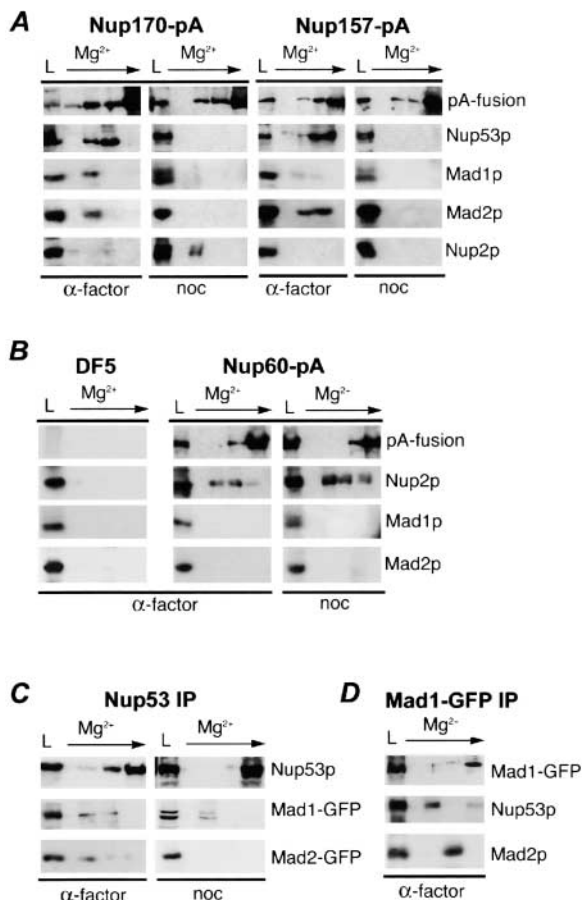 A
Nup170-pA Nup157-pA
L Mg²⁺ L Mg²⁺ L Mg²⁺ L Mg²⁻
pA-fusion
Nup53p
Mad1p
Mad2p
Nup2p
α-factor noc α-factor noc
B
DF5 Nup60-pA
L Mg²⁺ L Mg²⁻ L Mg²⁻
pA-fusion
Nup2p
Mad1p
Mad2p
α-factor noc
C
Nup53 IP
L Mg²⁻ L Mg²⁻
Nup53p
Mad1-GFP
Mad2-GFP
α-factor noc
D
Mad1-GFP IP
L Mg²⁻
Mad1-GFP
Nup53p
Mad2p
α-factor